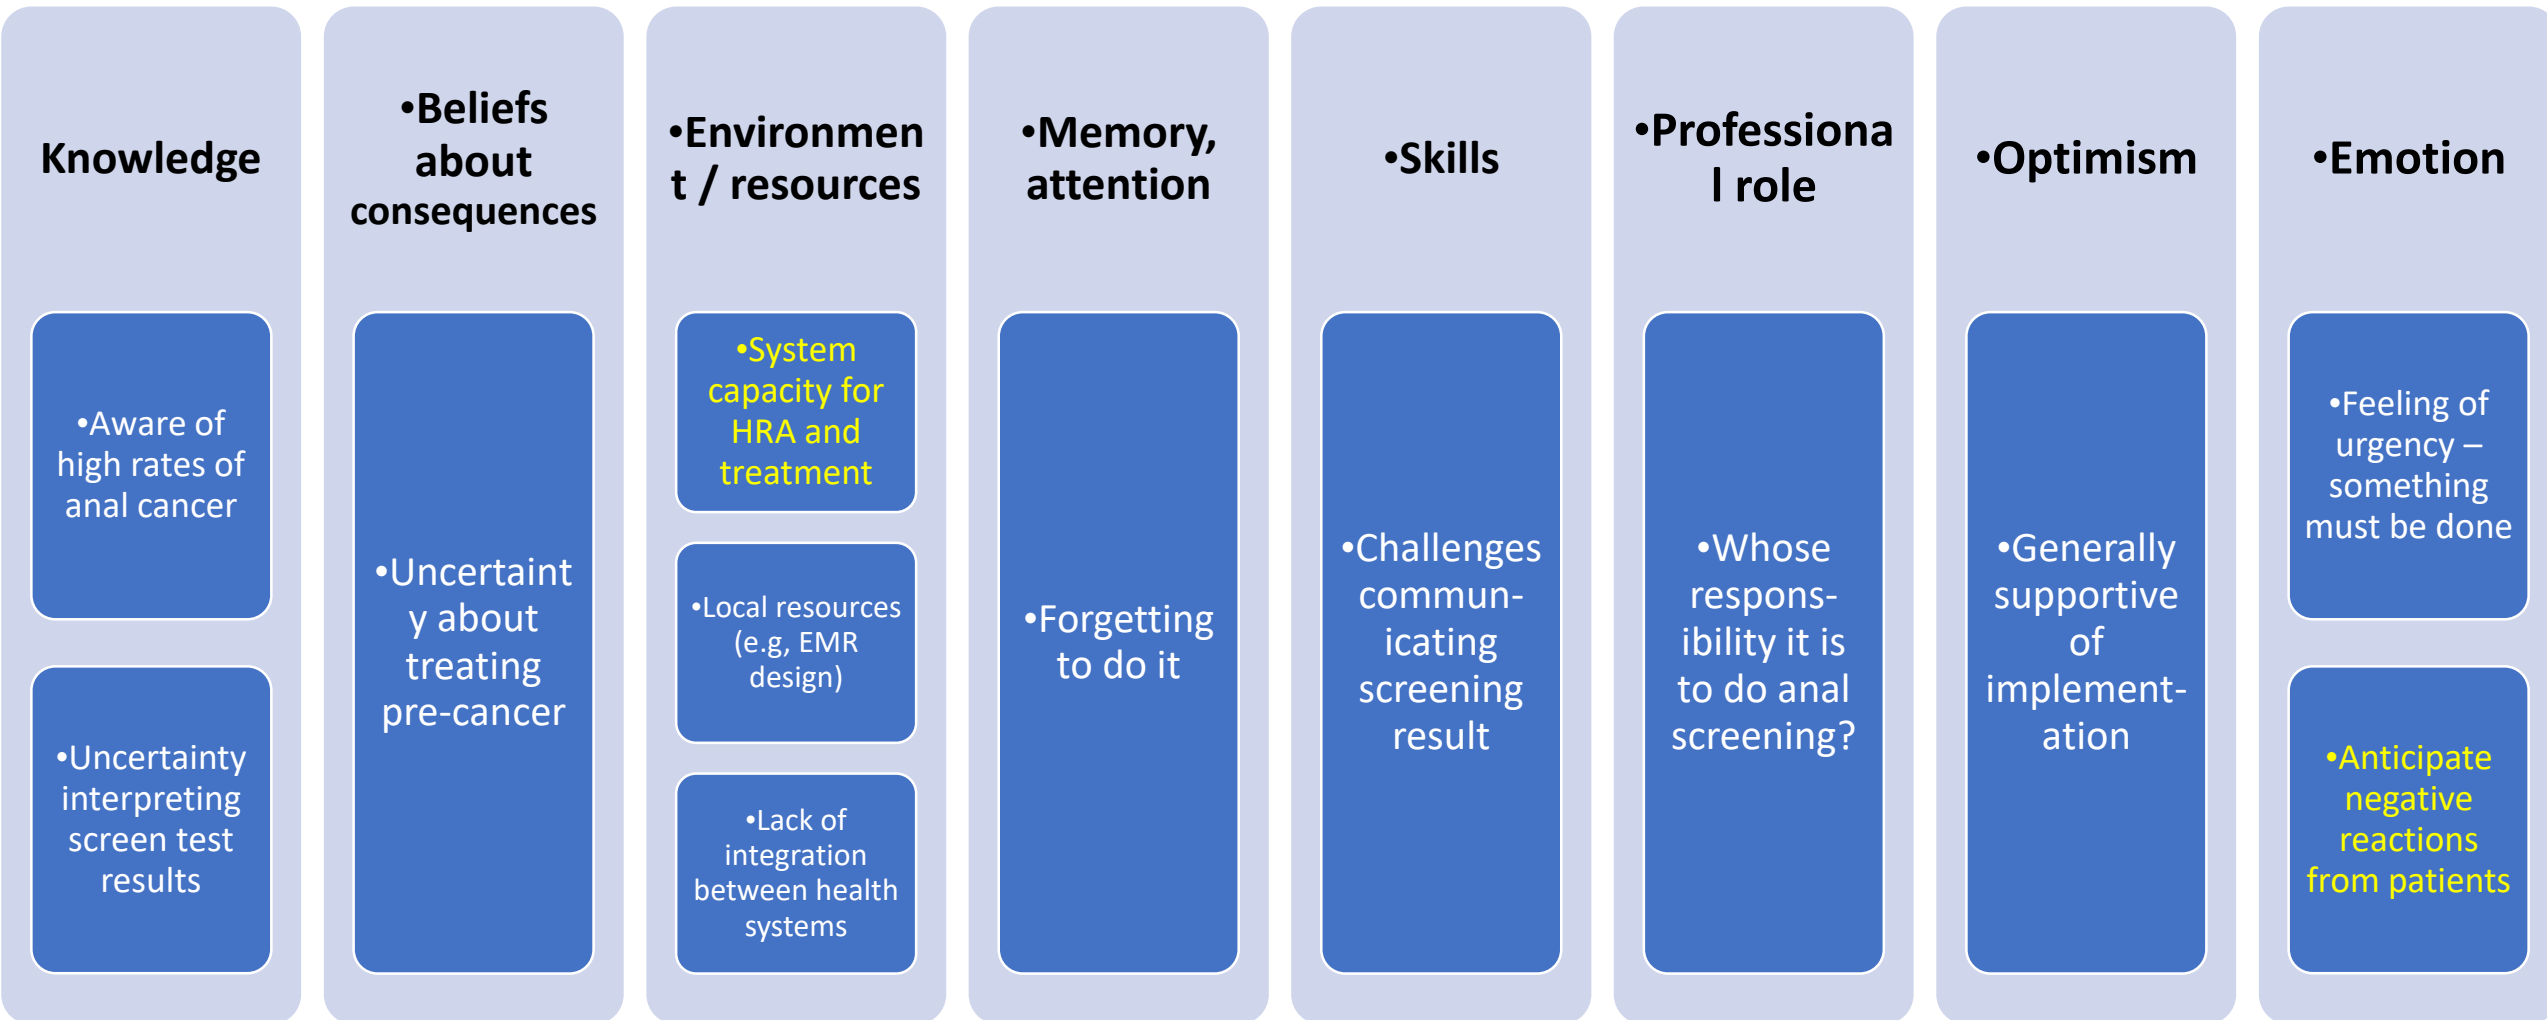 Knowledge
•Aware of
high rates of
anal cancer
•Uncertainty
interpreting
screen test
results
•Beliefs
about
consequences
•Uncertaint
y about
treating
pre-cancer
•Environmen
t / resources
•System
capacity for
HRA and
treatment
•Local resources
(e.g, EMR
design)
•Lack of
integration
between health
systems
•Memory,
attention
•Forgetting
to do it
•Skills
•Challenges
commun-
icating
screening
result
•Professiona
l role
•Whose
respons-
ibility it is
to do anal
screening?
•Optimism
•Generally
supportive
of
implement-
ation
•Emotion
•Feeling of
urgency –
something
must be done
•Anticipate
negative
reactions
from patients